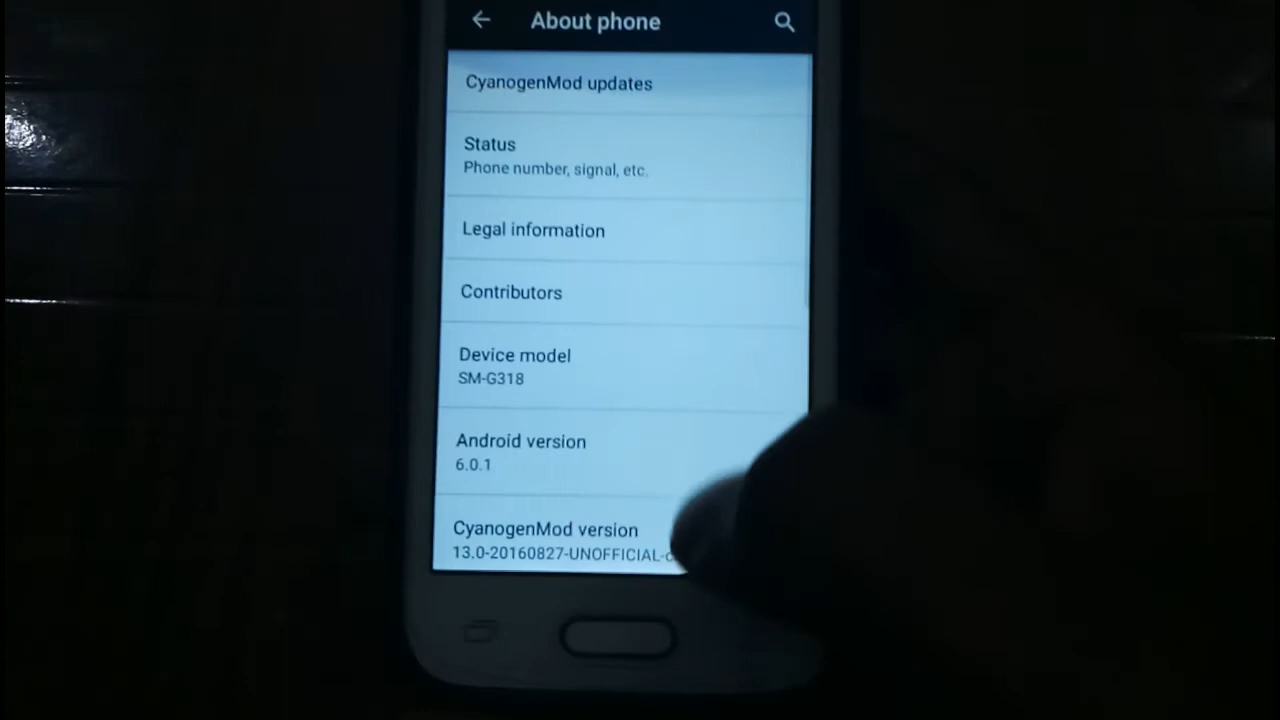 About phone
CyanogenMod updates
Status
Phone number, signal, etc.
Legal information
Contributors
Device model
SM-G318
Android version
6.0.1
CyanogenMod version
13.0-20160827-UNOFFICIAL-